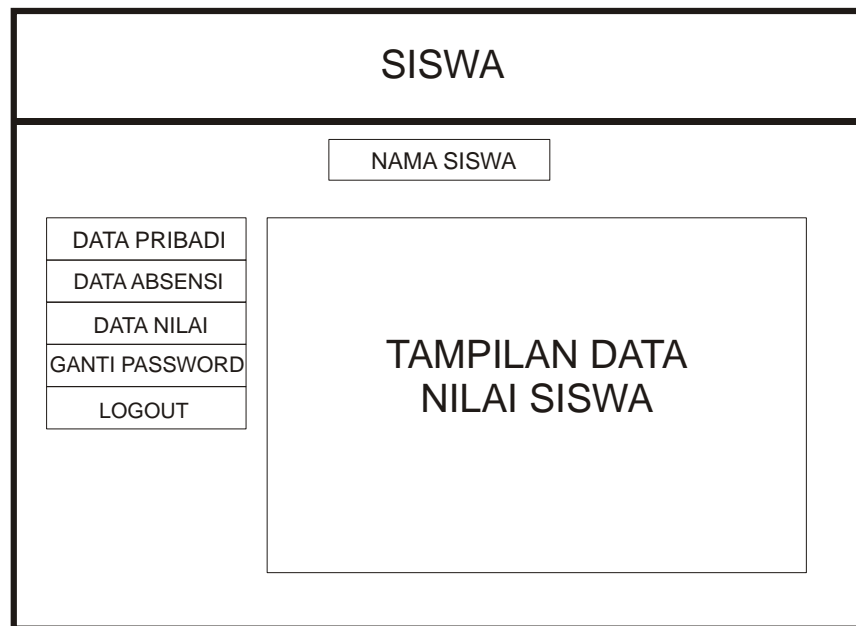 SISWA
NAMA SISWA
DATA PRIBADI
DATA ABSENSI
DATA NILAI
GANTI PASSWORD
LOGOUT
TAMPILAN DATA
NILAI SISWA